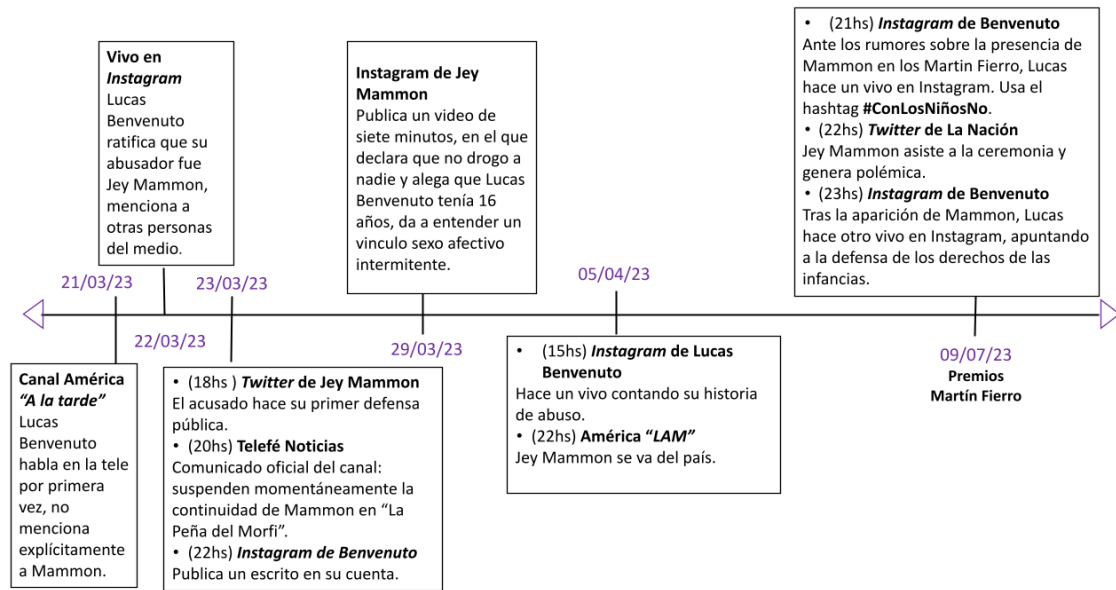 Vivo en
Instagram
Lucas
Benvenuto
ratifica que su
abusador fue
Jey Mammon,
menciona a
otras personas
del medio.
Instagram de Jey
Mammon
Publica un video de
siete minutos, en el que
declara que no drogo a
nadie y alega que Lucas
Benvenuto tenía 16
años, da a entender un
vinculo sexo afectivo
intermitente.
• (21hs) Instagram de Benvenuto
Ante los rumores sobre la presencia de
Mammon en los Martin Fierro, Lucas
hace un vivo en Instagram. Usa el
hashtag #ConLosNiñosNo.
• (22hs) Twitter de La Nación
Jey Mammon asiste a la ceremonia y
genera polémica.
• (23hs) Instagram de Benvenuto
Tras la aparición de Mammon, Lucas
hace otro vivo en Instagram, apuntando
a la defensa de los derechos de las
infancias.
21/03/23
23/03/23
05/04/23
22/03/23
29/03/23
09/07/23
Premios
Martín Fierro
Canal América
“A la tarde”
Lucas
Benvenuto
habla en la tele
por primera
vez, no
menciona
explícitamente
a Mammon.
• (18hs ) Twitter de Jey Mammon
El acusado hace su primer defensa
pública.
• (20hs) Telefé Noticias
Comunicado oficial del canal:
suspenden momentáneamente la
continuidad de Mammon en “La
Peña del Morfi”.
• (22hs) Instagram de Benvenuto
Publica un escrito en su cuenta.
• (15hs) Instagram de Lucas
Benvenuto
Hace un vivo contando su historia
de abuso.
• (22hs) América “LAM”
Jey Mammon se va del país.